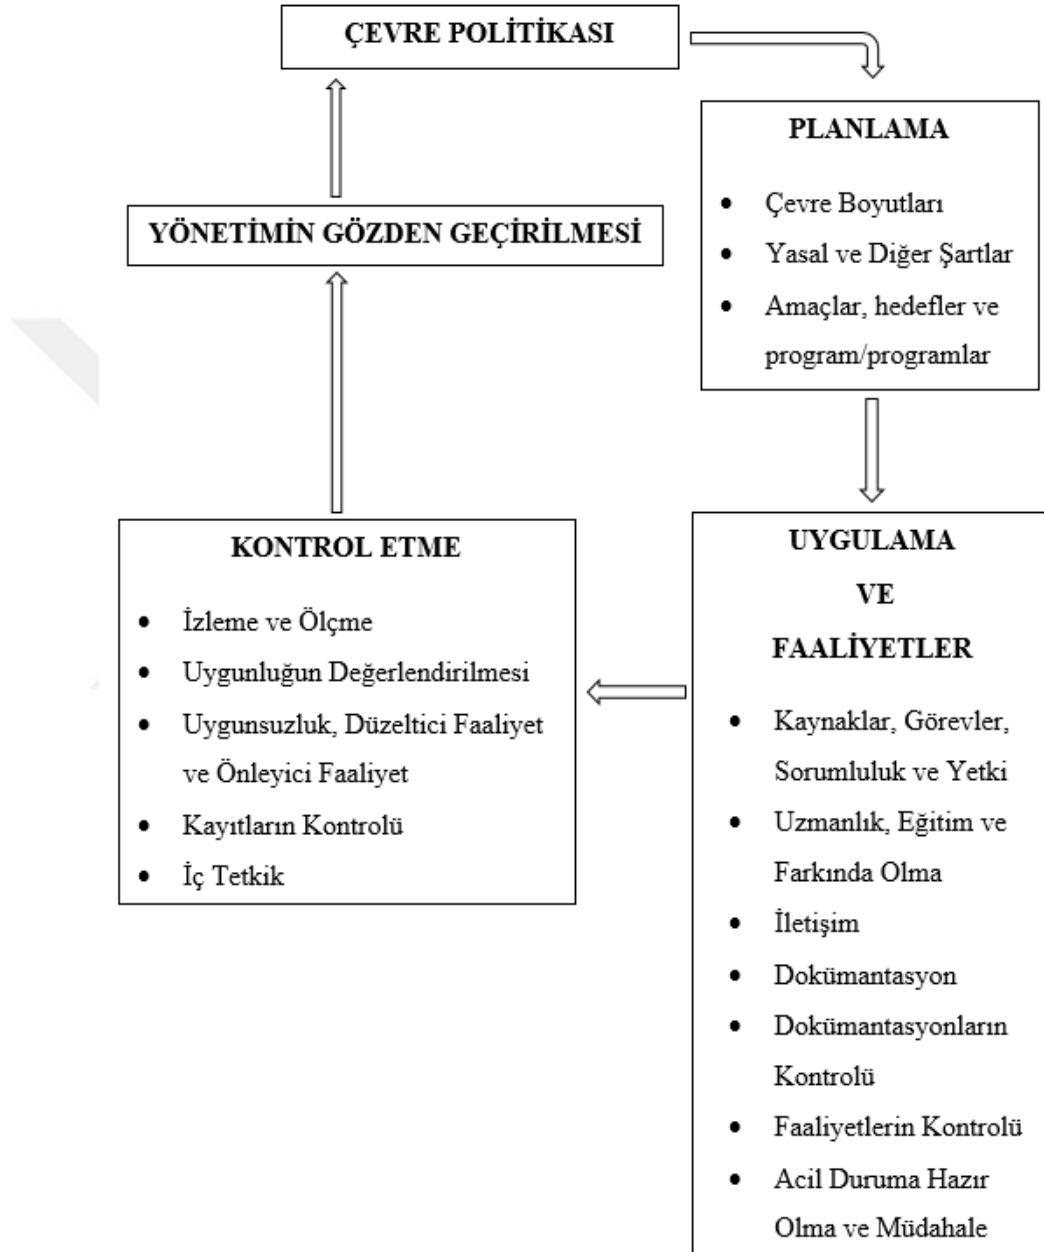 ÇEVRE POLİTİKASI
PLANLAMA
• Çevre Boyutları
• Yasal ve Diğer Şartlar
• Amaçlar, hedefler ve
program/programlar
YÖNETİMİN GÖZDEN GEÇİRİLMESİ
UYGULAMA
VE
FAALİYETLER
• Kaynaklar, Görevler,
Sorumluluk ve Yetki
• Uzmanlık, Eğitim ve
Farkında Olma
• İletişim
• Dokümantasyon
• Dokümantasyonların
Kontrolü
• Faaliyetlerin Kontrolü
• Acil Duruma Hazır
Olma ve Müdahale
KONTROL ETME
• İzleme ve Ölçme
• Uygunluğun Değerlendirilmesi
• Uygunsuzluk, Düzeltici Faaliyet
ve Önleyici Faaliyet
• Kayıtların Kontrolü
• İç Tetkik